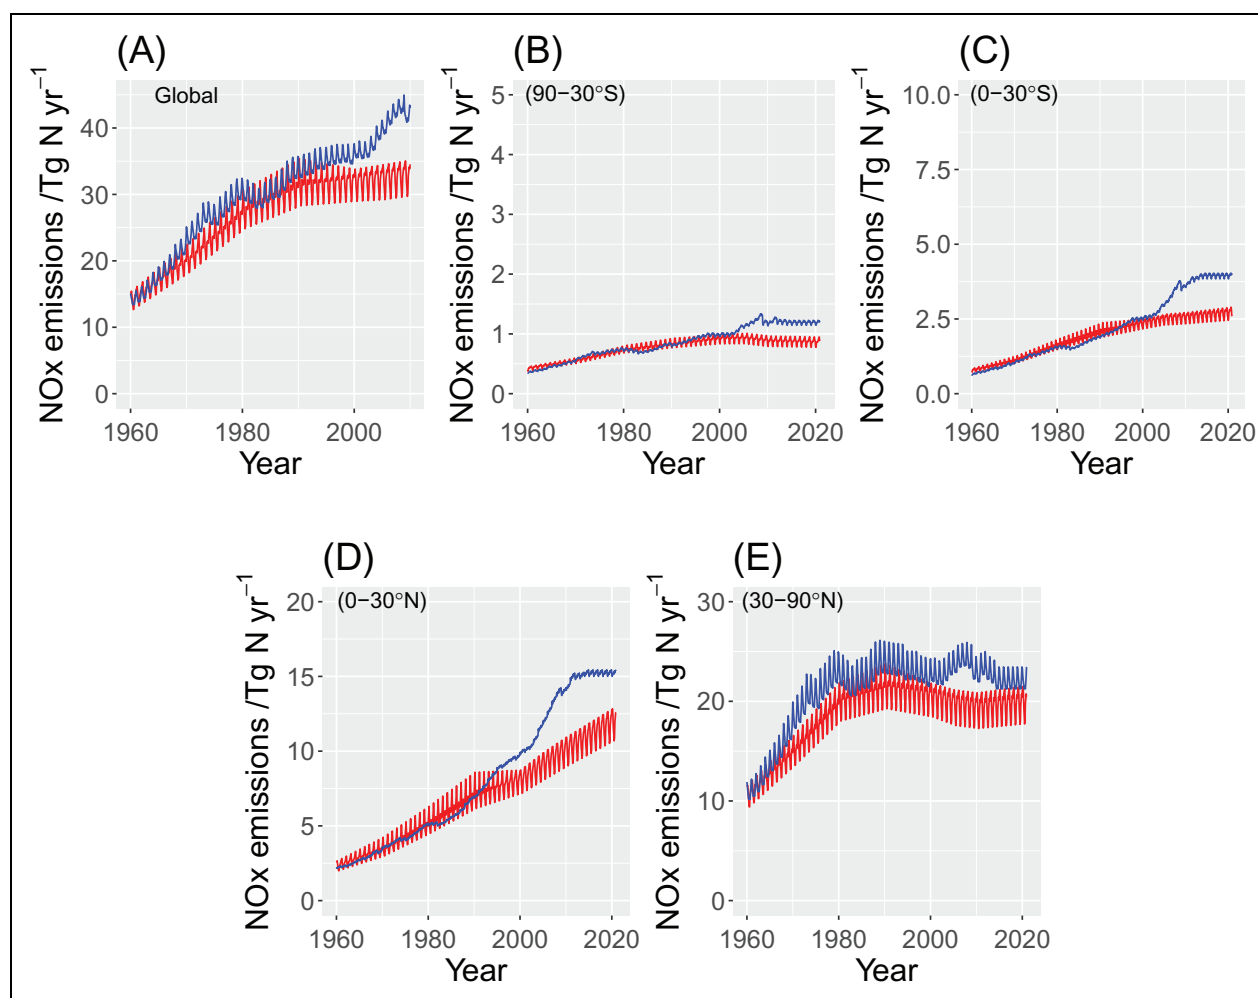 (A)
Global
NOx emissions /Tg N yr−1
40
30
20
10
0
1960 1980 2000
Year
(B)
(90−30°S)
NOx emissions /Tg N yr−1
5
4
3
2
1
0
1960 1980 2000 2020
Year
(C)
(0−30°S)
NOx emissions /Tg N yr−1
10.0
7.5
5.0
2.5
0.0
1960 1980 2000 2020
Year
(D)
(0−30°N)
NOx emissions /Tg N yr−1
20
15
10
5
0
1960 1980 2000 2020
Year
(E)
(30−90°N)
NOx emissions /Tg N yr−1
30
20
10
0
1960 1980 2000 2020
Year